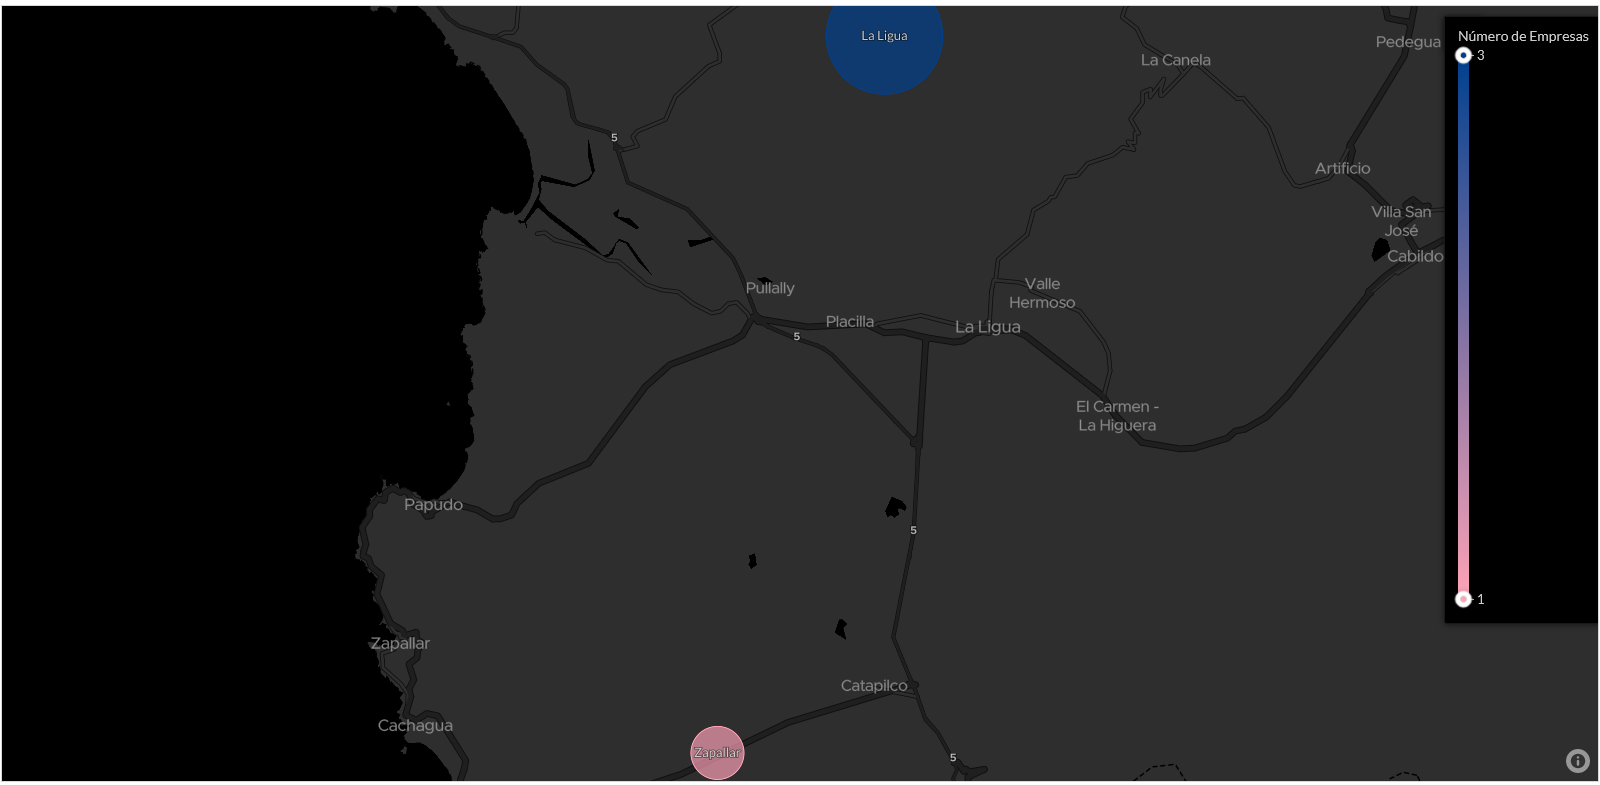 La Ligua
Pedegua
Número de Empresas
3
La Canela
5
Artificio
Villa San
José
Cabildo
Pullally
Valle
Hermoso
Placilla
La Ligua
5
El Carmen -
La Higuera
Papudo
5
1
Zapallar
Catapilco
Cachagua
Zapallar
5